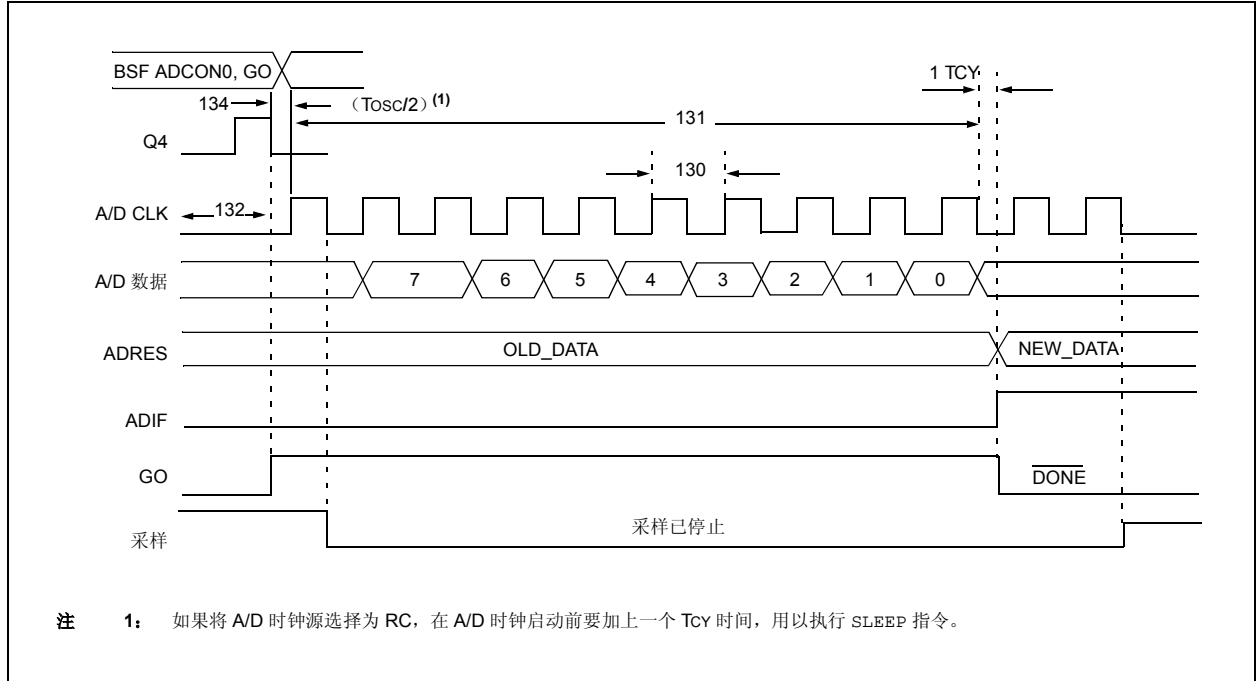 BSF ADCON0, GO
1 TCY
134
（TOSC/2）(1)
131
Q4
130
A/D CLK
132
A/D 数据
7
6
5
4
3
2
1
0
ADRES
OLD_DATA
NEW_DATA
ADIF
GO
DONE
采样
采样已停止
注 1： 如果将 A/D 时钟源选择为 RC，在 A/D 时钟启动前要加上一个 TCY 时间，用以执行 SLEEP 指令。